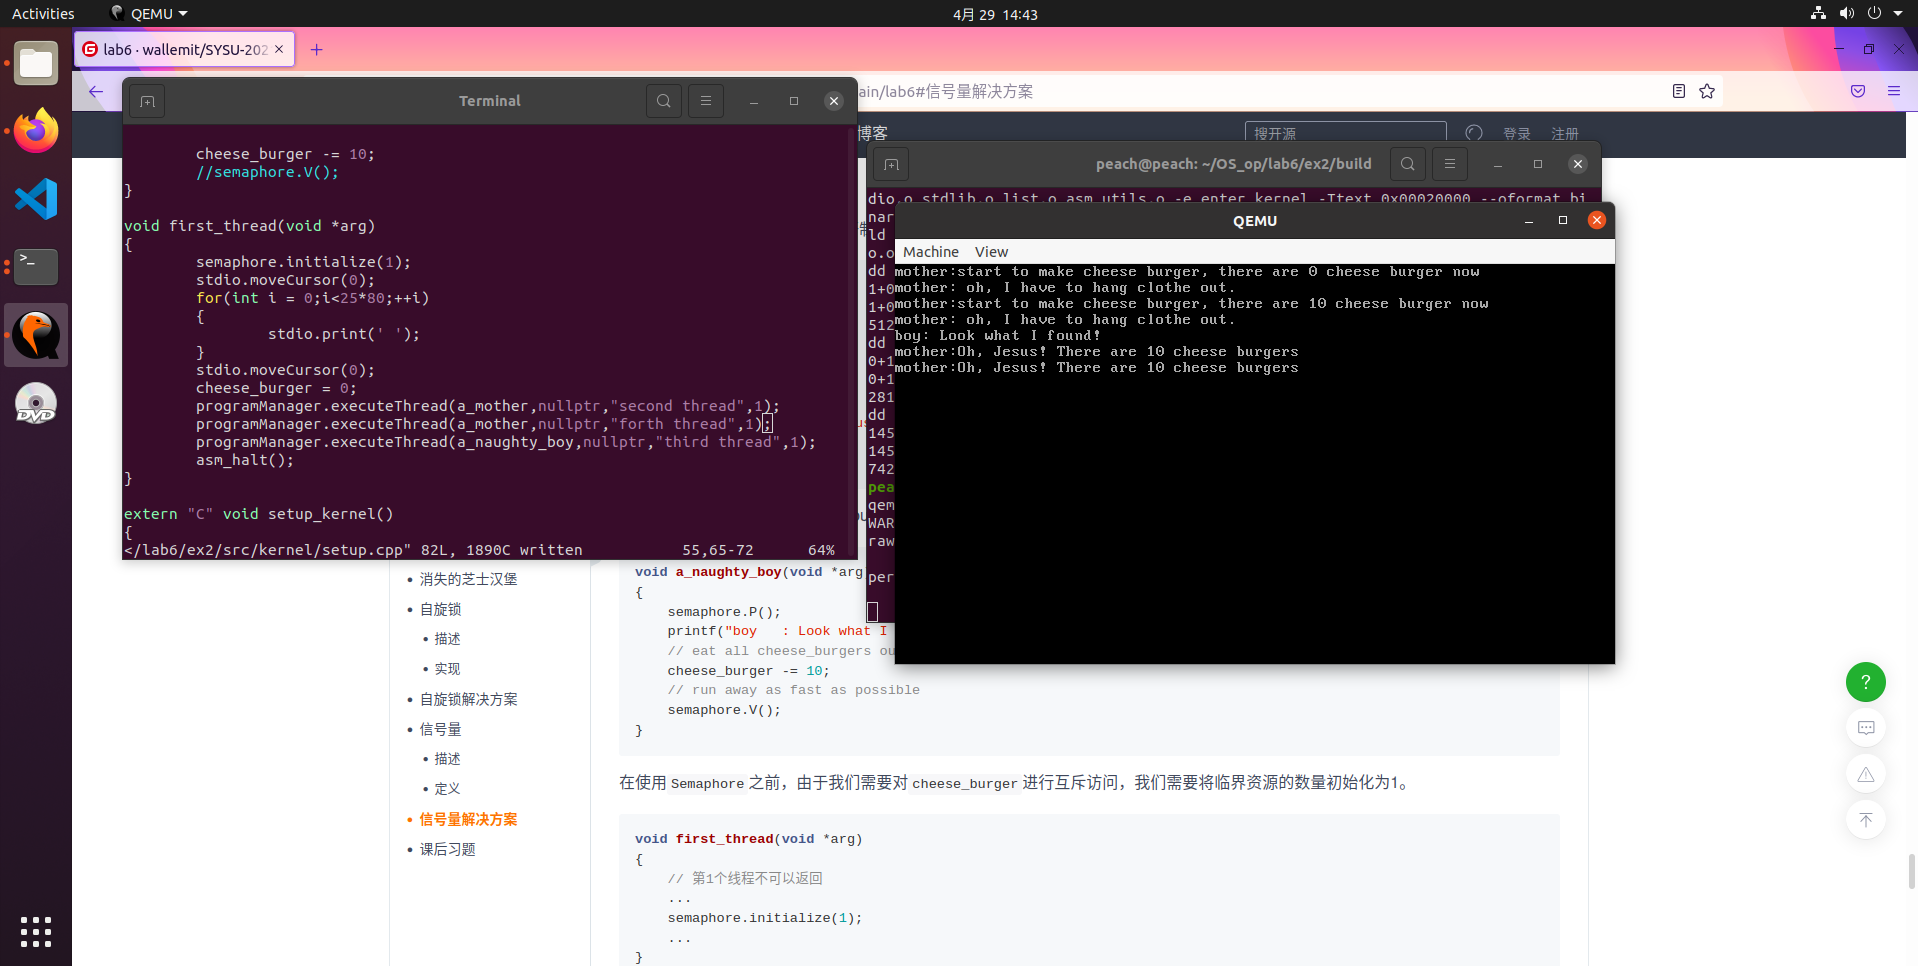 Activities
QEMU
4月 29 14:43
lab6 · wallemit/SYSU-202
ain/lab6#信号量解决方案
博客
搜开源
登录
注册
Terminal
cheese_burger -= 10;
//semaphore.V();
}
void first_thread(void *arg)
{
semaphore.initialize(1);
stdio.moveCursor(0);
for(int i = 0;i<25*80;++i)
{
stdio.print(' ');
}
stdio.moveCursor(0);
cheese_burger = 0;
programManager.executeThread(a_mother,nullptr,"second thread",1);
programManager.executeThread(a_mother,nullptr,"forth thread",1);
programManager.executeThread(a_naughty_boy,nullptr,"third thread",1);
asm_halt();
}
extern "C" void setup_kernel()
{
</lab6/ex2/src/kernel/setup.cpp" 82L, 1890C written 55,65-72 64%
peach@peach: ~/OS_op/lab6/ex2/build
dio.o stdlib.o list.o asm_utils.o -e enter_kernel -Ttext 0x00020000 --oformat bi
nar
ld
o.o
dd
1+0
1+0
512
dd
0+1
0+1
281
dd
145
145
742
pea
qem
WAR
raw
per
QEMU
Machine View
mother:start to make cheese burger, there are 0 cheese burger now
mother: oh, I have to hang clothe out.
mother:start to make cheese burger, there are 10 cheese burger now
mother: oh, I have to hang clothe out.
boy: Look what I found!
mother:Oh, Jesus! There are 10 cheese burgers
mother:Oh, Jesus! There are 10 cheese burgers
消失的芝士汉堡
自旋锁
描述
实现
自旋锁解决方案
信号量
描述
定义
信号量解决方案
课后习题
void a_naughty_boy(void *arg
{
semaphore.P();
printf("boy : Look what I
// eat all cheese_burgers ou
cheese_burger -= 10;
// run away as fast as possible
semaphore.V();
}
在使用 Semaphore 之前，由于我们需要对 cheese_burger 进行互斥访问，我们需要将临界资源的数量初始化为1。
void first_thread(void *arg)
{
// 第1个线程不可以返回
...
semaphore.initialize(1);
...
}
DVD
?